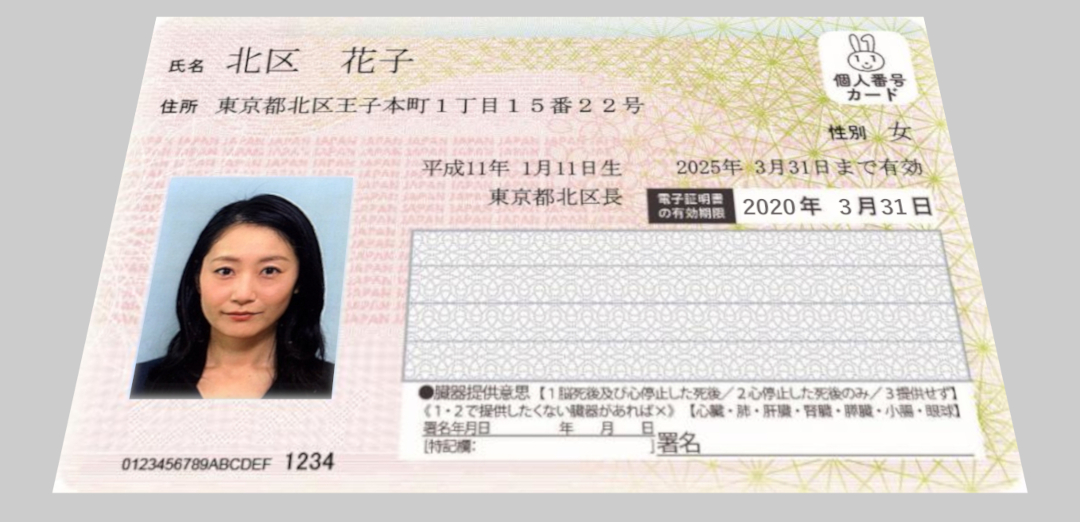 氏名 北区 花子
個人番号
カード
住所 東京都北区王子本町1丁目15番22号
性別 女
平成11年 1月11日生 2025年 3月31日まで有効
東京都北区長
電子証明書
の有効期限 2020年 3月31日
●臓器提供意思【1脳死後及び心停止した死後/2心停止した死後のみ/3提供せず】
《1・2で提供したくない臓器があれば×》【心臓・肺・肝臓・腎臓・膵臓・小腸・眼球】
署名年月日 年 月 日
[特記欄: ] 署名
0123456789ABCDEF 1234